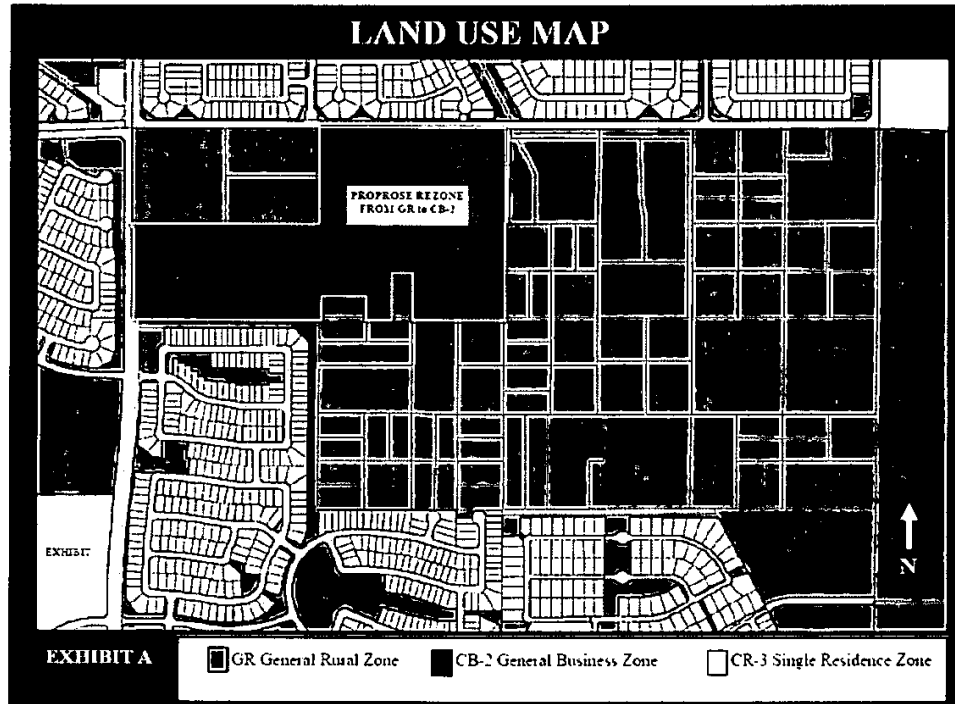 LAND USE MAP
PROPROSE REZONE
FROM GR to CB-2
EXHIBIT
N
EXHIBIT A
GR General Rural Zone
CB-2 General Business Zone
CR-3 Single Residence Zone